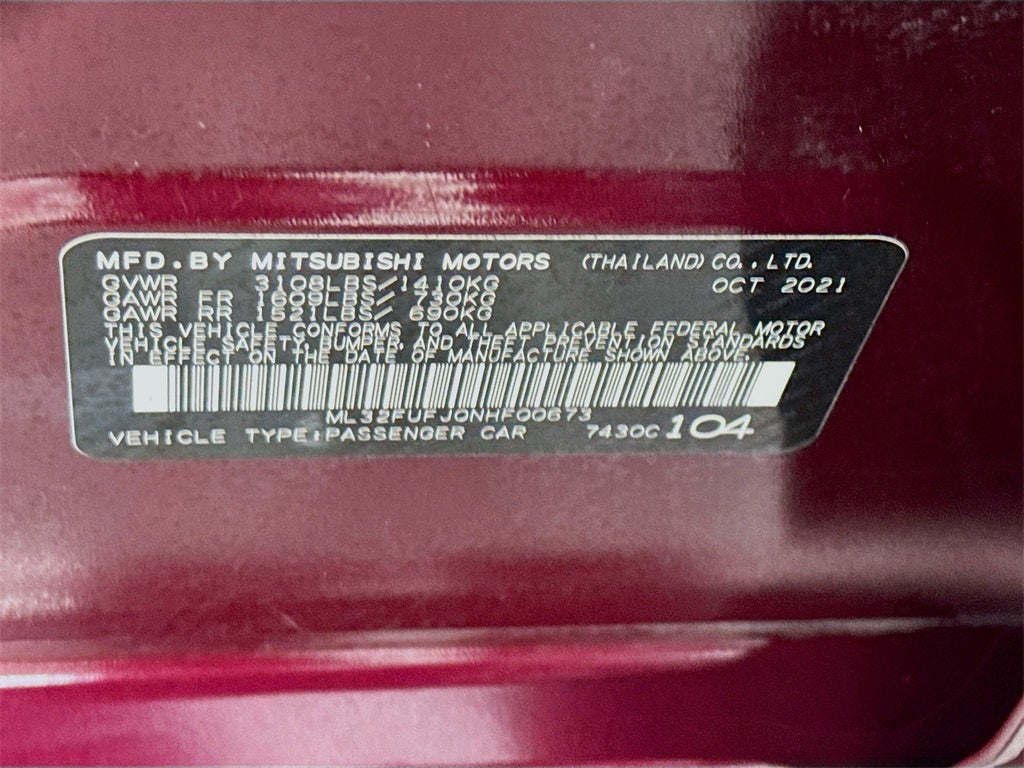 MFD.BY MITSUBISHI MOTORS (THAILAND) CO., LTD.
GVWR 3108LBS/1410KG OCT 2021
GAWR FR 1609LBS/ 730KG
GAWR RR 1521LBS/ 690KG
THIS VEHICLE CONFORMS TO ALL APPLICABLE FEDERAL MOTOR
VEHICLE SAFETY, BUMPER, AND THEFT PREVENTION STANDARDS
IN EFFECT ON THE DATE OF MANUFACTURE SHOWN ABOVE.
ML32FUFJ0NHF00673
VEHICLE TYPE:PASSENGER CAR 7430C 104